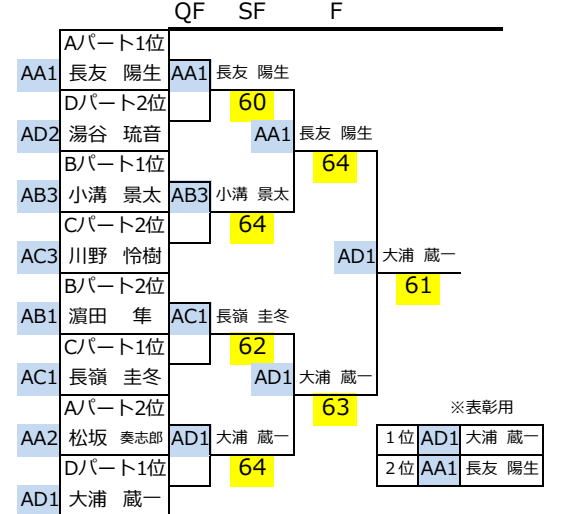 QF SF F
Aパート1位
AA1 長友 陽生 AA1 長友 陽生
Dパート2位 60
AD2 湯谷 琉音 AA1 長友 陽生
Bパート1位 64
AB3 小溝 景太 AB3 小溝 景太
Cパート2位 64
AC3 川野 怜樹 AD1 大浦 蔵一
Bパート2位 61
AB1 濵田 隼 AC1 長嶺 圭冬
Cパート1位 62
AC1 長嶺 圭冬 AD1 大浦 蔵一
Aパート2位 63 ※表彰用
AA2 松坂 奏志郎 AD1 大浦 蔵一 1位 AD1 大浦 蔵一
Dパート1位 64 2位 AA1 長友 陽生
AD1 大浦 蔵一